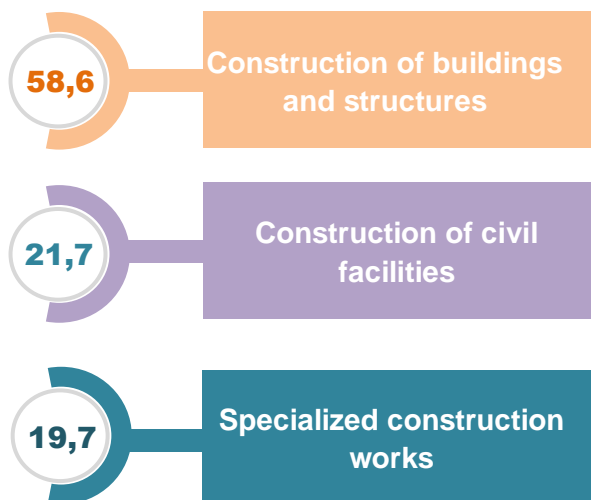 58,6
Construction of buildings
and structures
21,7
Construction of civil
facilities
19,7
Specialized construction
works